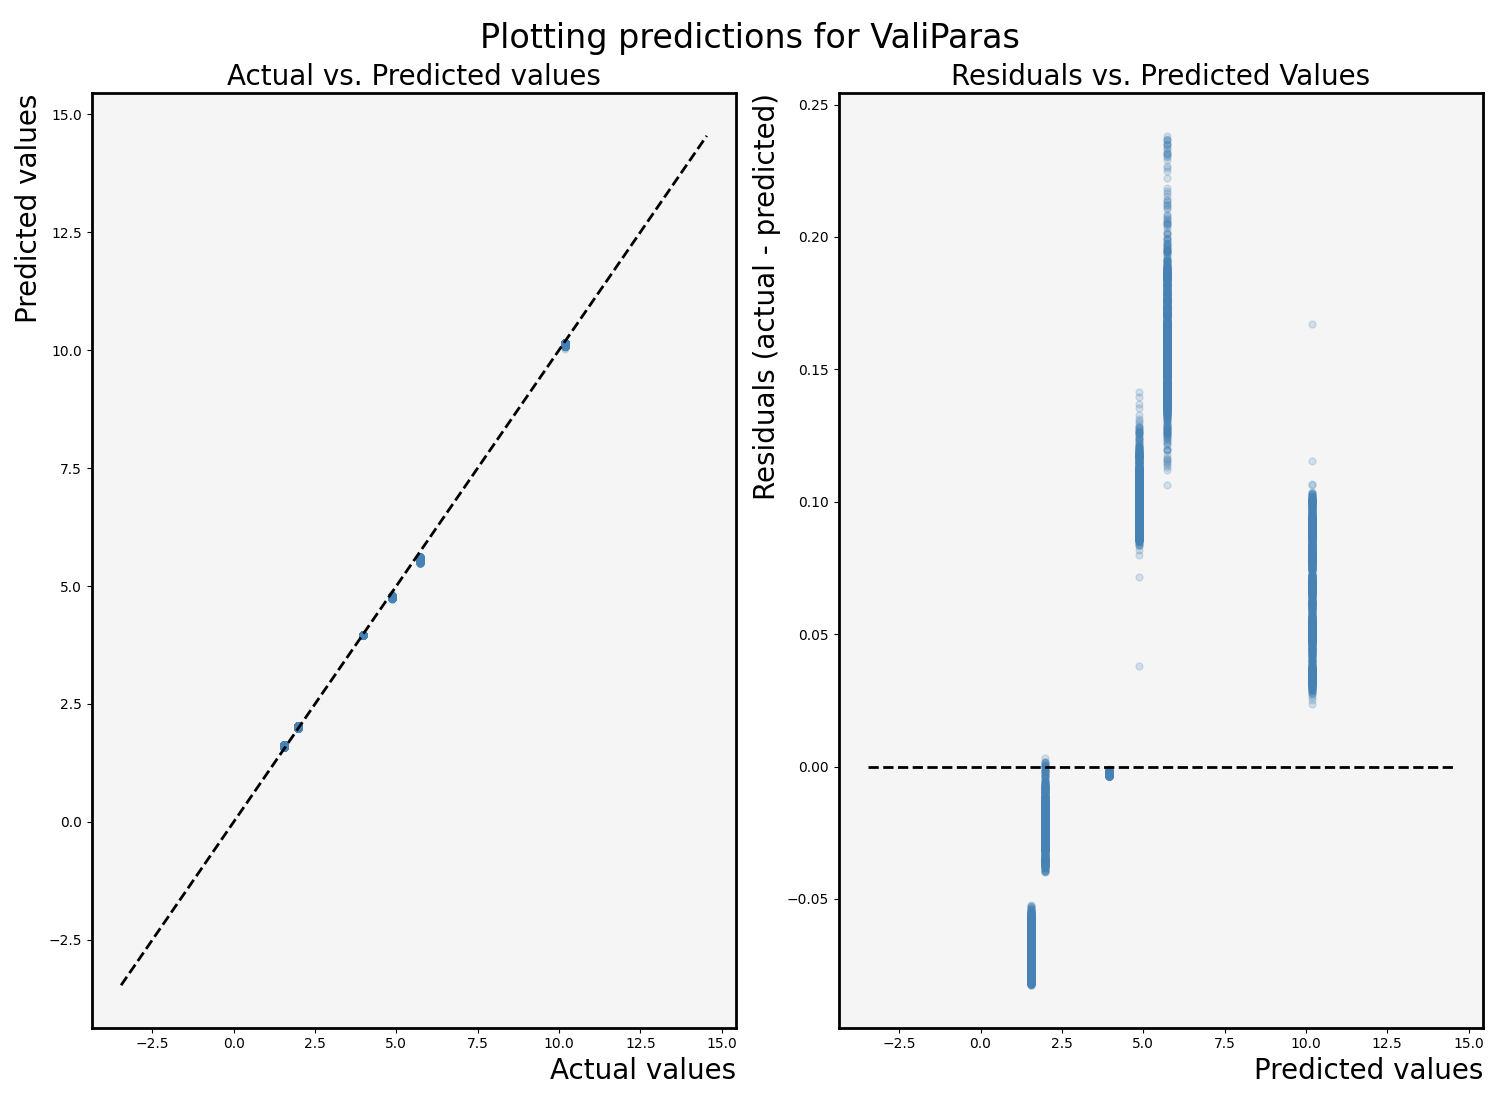 Plotting predictions for ValiParas
Actual vs. Predicted values
Predicted values
15.0
12.5
10.0
7.5
5.0
2.5
0.0
−2.5
−2.5 0.0 2.5 5.0 7.5 10.0 12.5 15.0
Actual values
Residuals vs. Predicted Values
Residuals (actual - predicted)
0.25
0.20
0.15
0.10
0.05
0.00
−0.05
−2.5 0.0 2.5 5.0 7.5 10.0 12.5 15.0
Predicted values